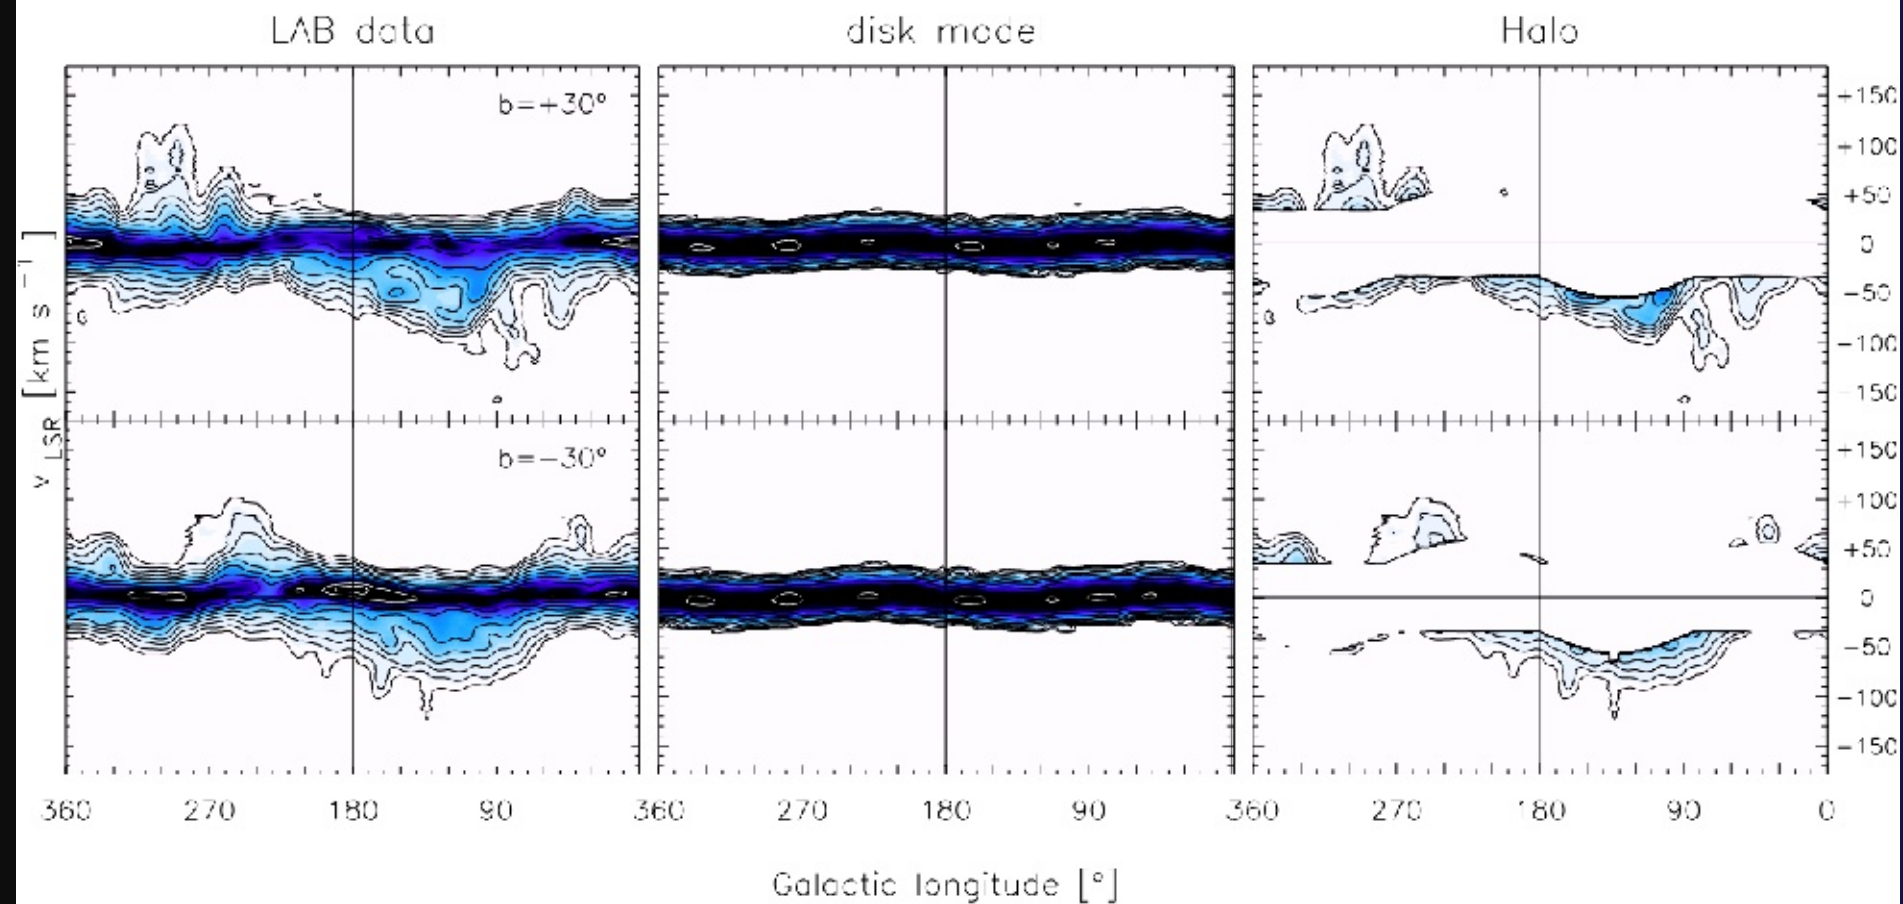 LAB data
disk mode
Halo
b=+30°
+150
+100
+50
0
−50
−100
−150
b=−30°
+150
+100
+50
0
−50
−100
−150
v LSR [km s −1]
360 270 180 90 360 270 180 90 360 270 180 90 0
Galactic longitude [°]